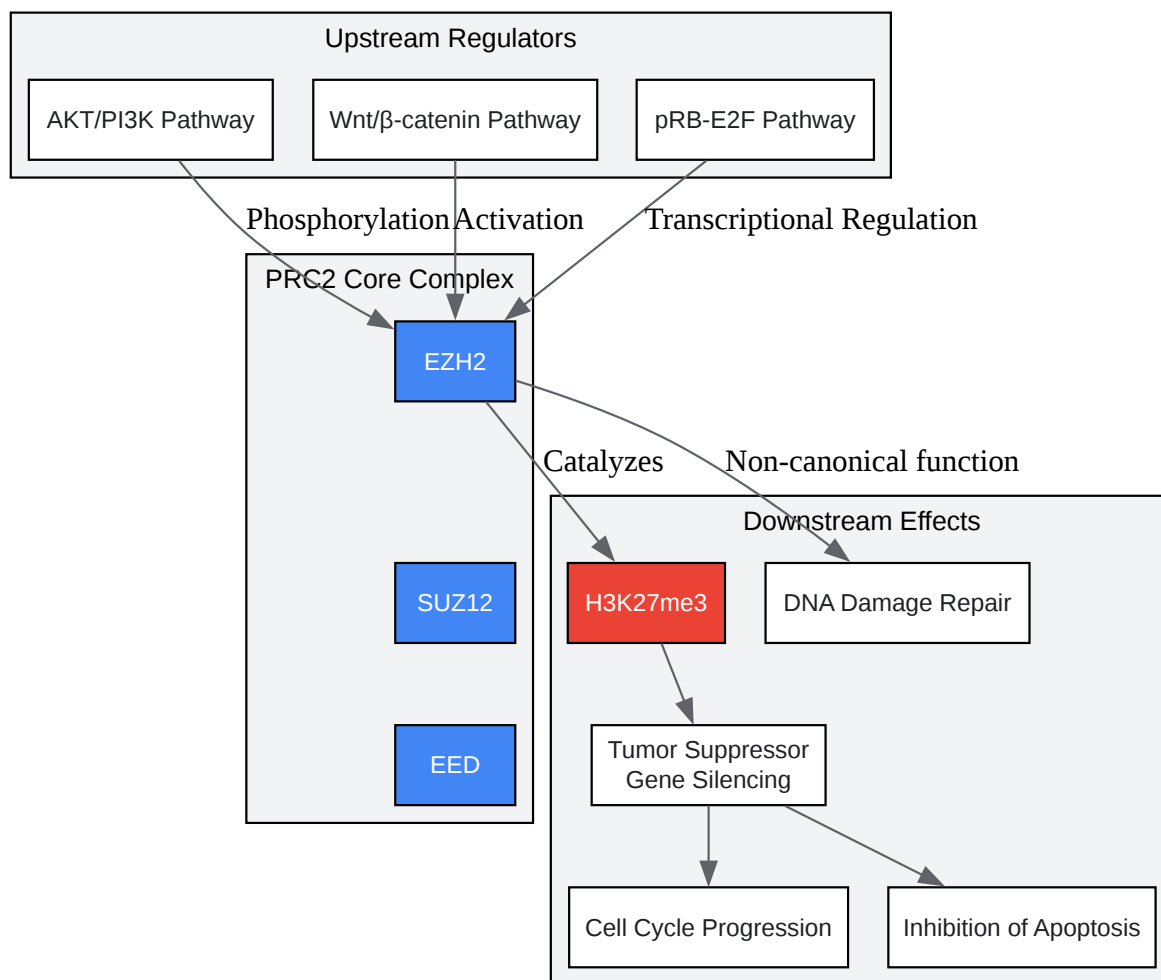 Upstream Regulators
AKT/PI3K Pathway
Wnt/β-catenin Pathway
pRB-E2F Pathway
Phosphorylation
Activation
Transcriptional Regulation
PRC2 Core Complex
EZH2
Catalyzes
Non-canonical function
Downstream Effects
SUZ12
H3K27me3
DNA Damage Repair
EED
Tumor Suppressor
Gene Silencing
Cell Cycle Progression
Inhibition of Apoptosis